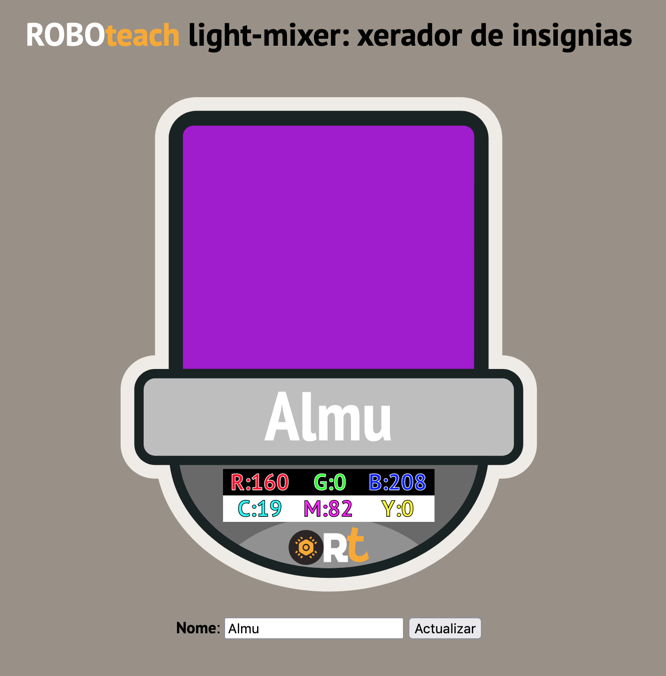 ROBOteach light-mixer: xerador de insignias
Almu
R:160 G:0 B:208
C:19 M:82 Y:0
Rt
Nome: Almu Actualizar